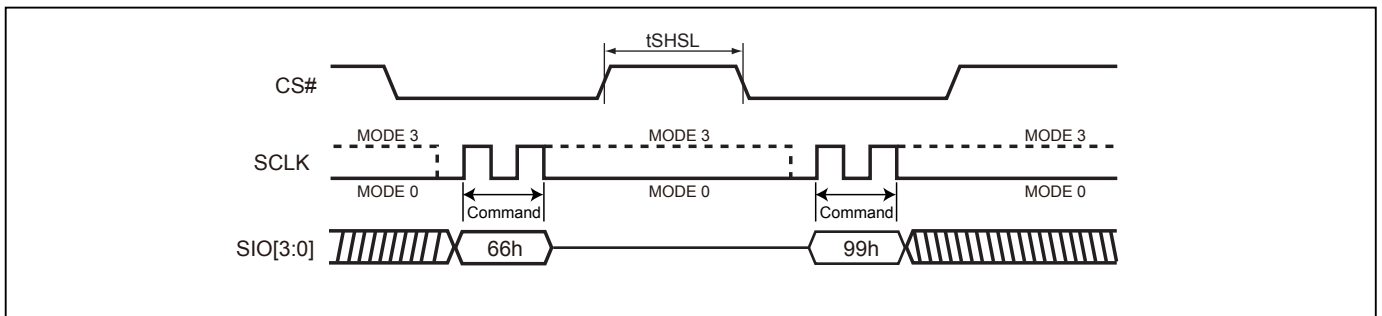 tSHSL
CS#
MODE 3 MODE 3 MODE 3
SCLK
MODE 0 MODE 0 MODE 0
Command Command
SIO[3:0] 66h 99h